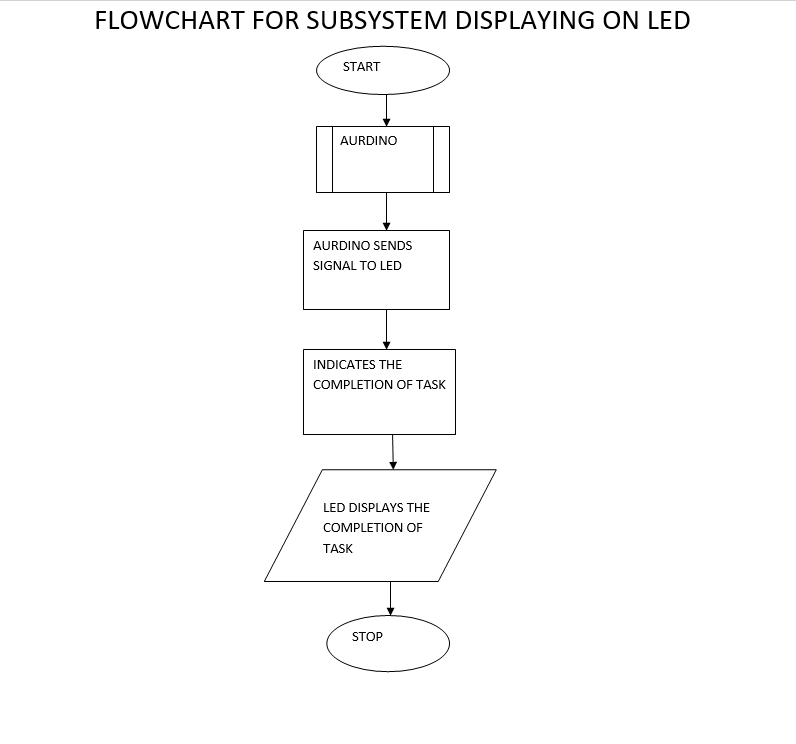 FLOWCHART FOR SUBSYSTEM DISPLAYING ON LED
START
AURDINO
AURDINO SENDS
SIGNAL TO LED
INDICATES THE
COMPLETION OF TASK
LED DISPLAYS THE
COMPLETION OF
TASK
STOP